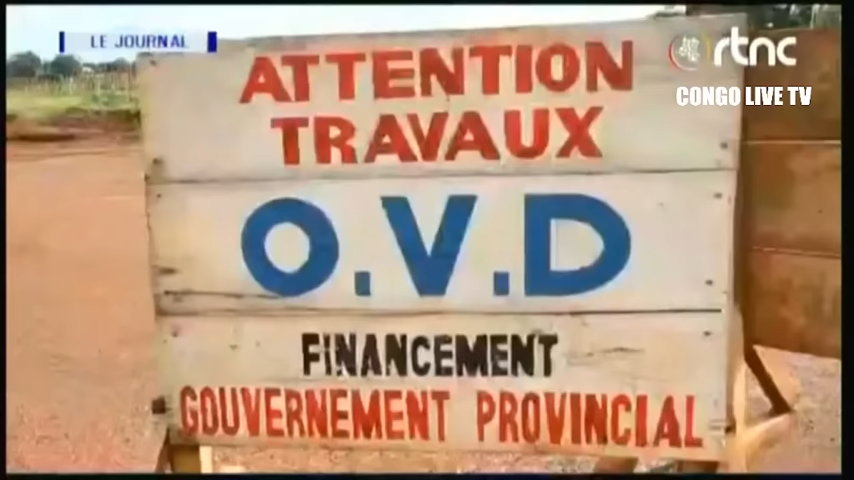 LE JOURNAL
rtnc
CONGO LIVE TV
ATTENTION
TRAVAUX
O.V.D
FINANCEMENT
GOUVERNEMENT PROVINCIAL